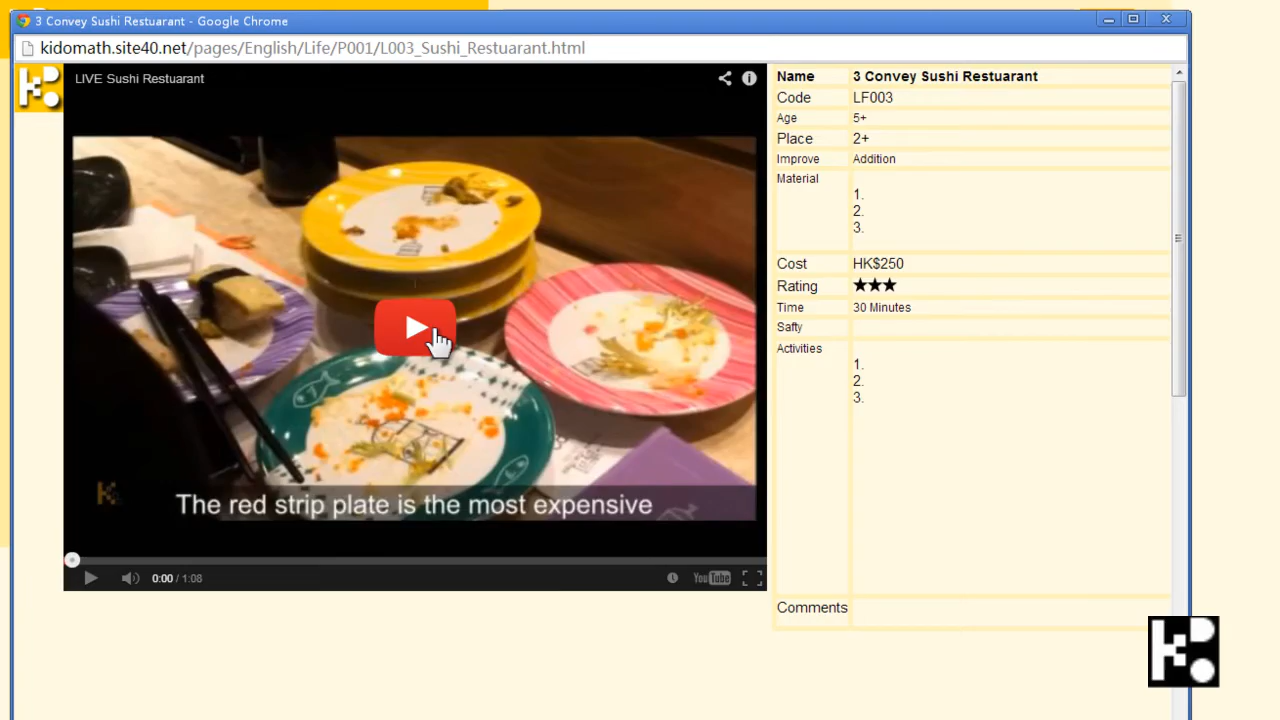 3 Convey Sushi Restuarant - Google Chrome
kidomath.site40.net/pages/English/Life/P001/L003_Sushi_Restuarant.html
LIVE Sushi Restuarant
The red strip plate is the most expensive
0:00 / 1:08
YouTube
Name 3 Convey Sushi Restuarant
Code LF003
Age 5+
Place 2+
Improve Addition
Material
1.
2.
3.
Cost HK$250
Rating ★★★
Time 30 Minutes
Safty
Activities
1.
2.
3.
Comments